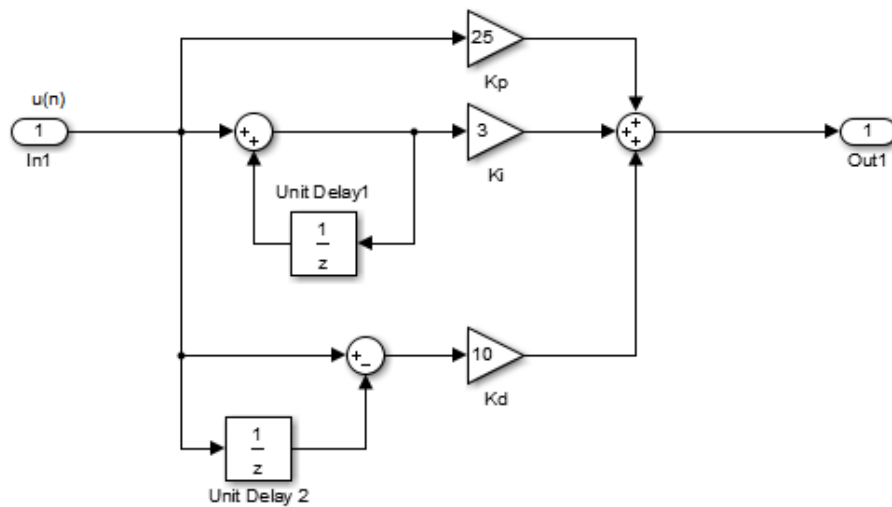 25
Kp
u(n)
1
In1
+
+
3
Ki
+
+
+
1
Out1
Unit Delay1
1
z
+
−
10
Kd
1
z
Unit Delay 2